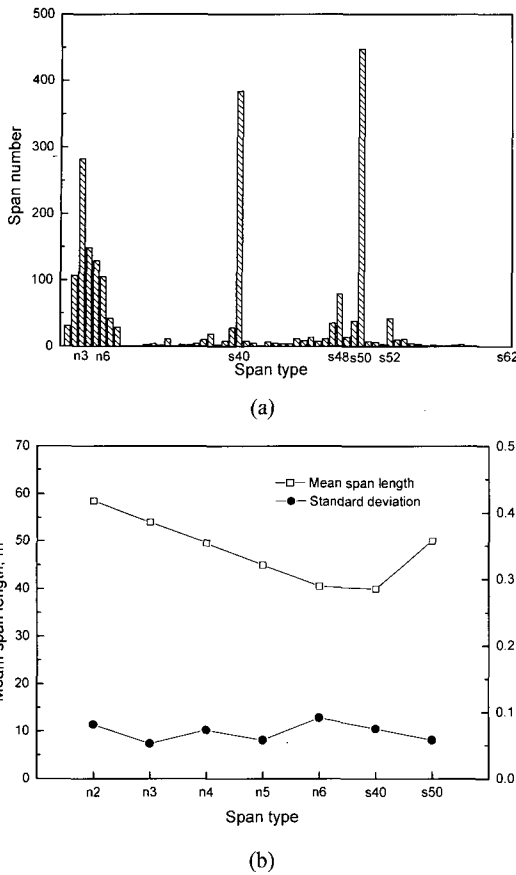 500
400
300
200
100
0
Span number
n3 n6 s40 s48 s50 s52 s62
Span type
(a)
70
60
50
40
30
20
10
0
span length,
0.5
0.4
0.3
0.2
0.1
0.0
Mean span length
Standard deviation
n2 n3 n4 n5 n6 s40 s50
Span type
(b)